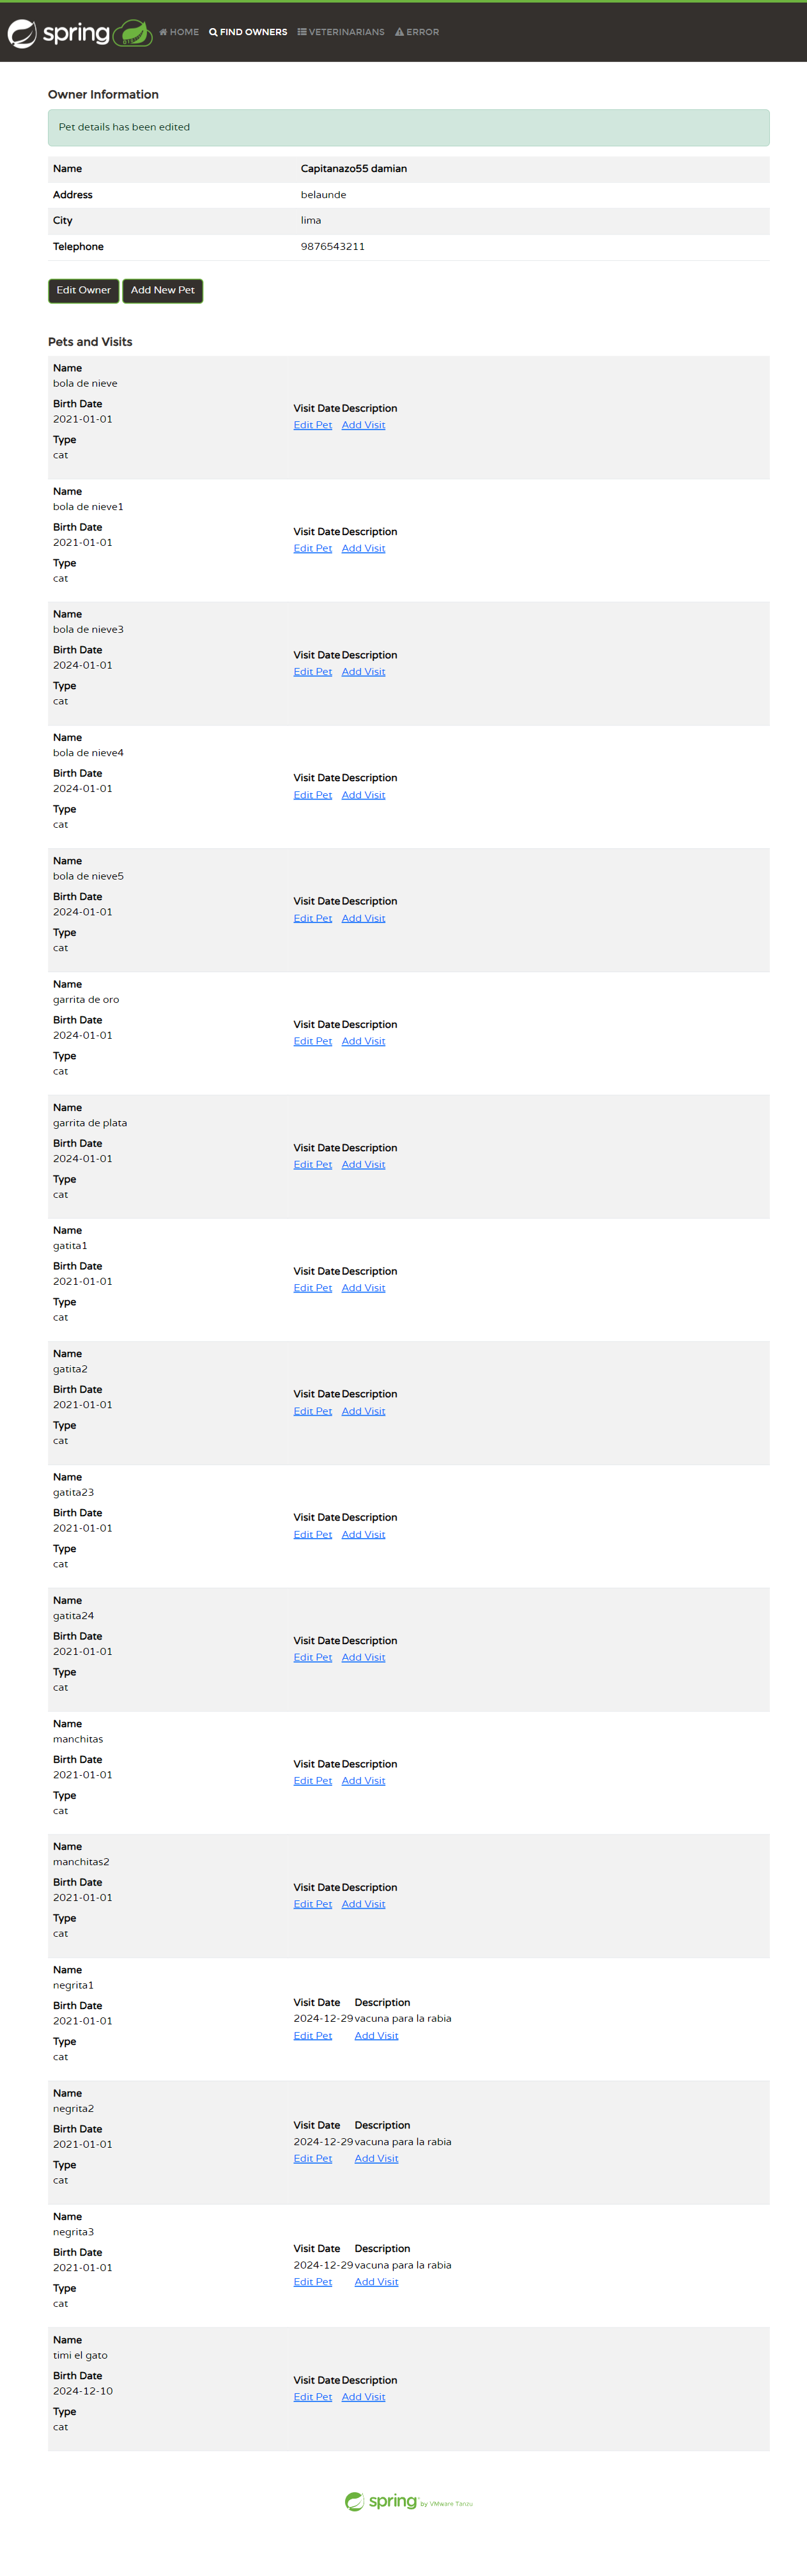 spring HOME FIND OWNERS VETERINARIANS ERROR
Owner Information
Pet details has been edited
Name Capitanazo55 damian
Address belaunde
City lima
Telephone 9876543211
Edit Owner Add New Pet
Pets and Visits
Name
bola de nieve
Birth Date
2021-01-01
Type
cat
Visit Date Description
Edit Pet Add Visit
Name
bola de nieve1
Birth Date
2021-01-01
Type
cat
Visit Date Description
Edit Pet Add Visit
Name
bola de nieve3
Birth Date
2024-01-01
Type
cat
Visit Date Description
Edit Pet Add Visit
Name
bola de nieve4
Birth Date
2024-01-01
Type
cat
Visit Date Description
Edit Pet Add Visit
Name
bola de nieve5
Birth Date
2024-01-01
Type
cat
Visit Date Description
Edit Pet Add Visit
Name
garrita de oro
Birth Date
2024-01-01
Type
cat
Visit Date Description
Edit Pet Add Visit
Name
garrita de plata
Birth Date
2024-01-01
Type
cat
Visit Date Description
Edit Pet Add Visit
Name
gatita1
Birth Date
2021-01-01
Type
cat
Visit Date Description
Edit Pet Add Visit
Name
gatita2
Birth Date
2021-01-01
Type
cat
Visit Date Description
Edit Pet Add Visit
Name
gatita23
Birth Date
2021-01-01
Type
cat
Visit Date Description
Edit Pet Add Visit
Name
gatita24
Birth Date
2021-01-01
Type
cat
Visit Date Description
Edit Pet Add Visit
Name
manchitas
Birth Date
2021-01-01
Type
cat
Visit Date Description
Edit Pet Add Visit
Name
manchitas2
Birth Date
2021-01-01
Type
cat
Visit Date Description
Edit Pet Add Visit
Name
negrita1
Birth Date
2021-01-01
Type
cat
Visit Date Description
2024-12-29 vacuna para la rabia
Edit Pet Add Visit
Name
negrita2
Birth Date
2021-01-01
Type
cat
Visit Date Description
2024-12-29 vacuna para la rabia
Edit Pet Add Visit
Name
negrita3
Birth Date
2021-01-01
Type
cat
Visit Date Description
2024-12-29 vacuna para la rabia
Edit Pet Add Visit
Name
timi el gato
Birth Date
2024-12-10
Type
cat
Visit Date Description
Edit Pet Add Visit
spring by VMware Tanzu